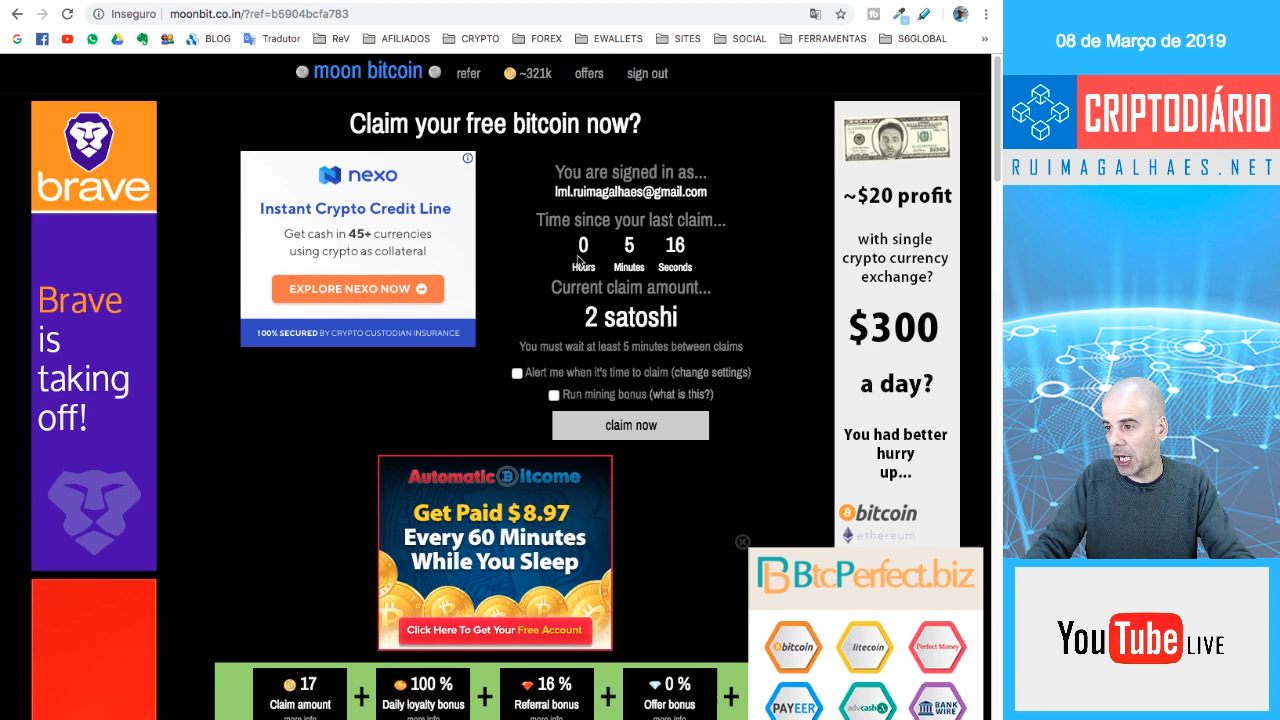 Inseguro | moonbit.co.in/?ref=b5904bcfa783
BLOG Tradutor ReV AFILIADOS CRYPTO FOREX EWALLETS SITES SOCIAL FERRAMENTAS S6GLOBAL »
moon bitcoin refer ~321k offers sign out
Claim your free bitcoin now?
brave
Brave
is
taking
off!
nexo
Instant Crypto Credit Line
Get cash in 45+ currencies
using crypto as collateral
EXPLORE NEXO NOW
100% SECURED BY CRYPTO CUSTODIAN INSURANCE
You are signed in as...
lml.ruimagalhaes@gmail.com
Time since your last claim...
0 5 16
Hours Minutes Seconds
Current claim amount...
2 satoshi
You must wait at least 5 minutes between claims
Alert me when it's time to claim (change settings)
Run mining bonus (what is this?)
claim now
Automatic Bitcome
Get Paid $8.97
Every 60 Minutes
While You Sleep
Click Here To Get Your Free Account
17 + 100 % + 16 % + 0 % +
Claim amount Daily loyalty bonus Referral bonus Offer bonus
more info more info more info more info
~$20 profit
with single
crypto currency
exchange?
$300
a day?
You had better
hurry
up...
bitcoin
ethereum
BtcPerfect.biz
bitcoin litecoin Perfect Money
PAYEER advcash BANK
WIRE
08 de Março de 2019
CRIPTODIÁRIO
RUIMAGALHAES.NET
YouTube LIVE